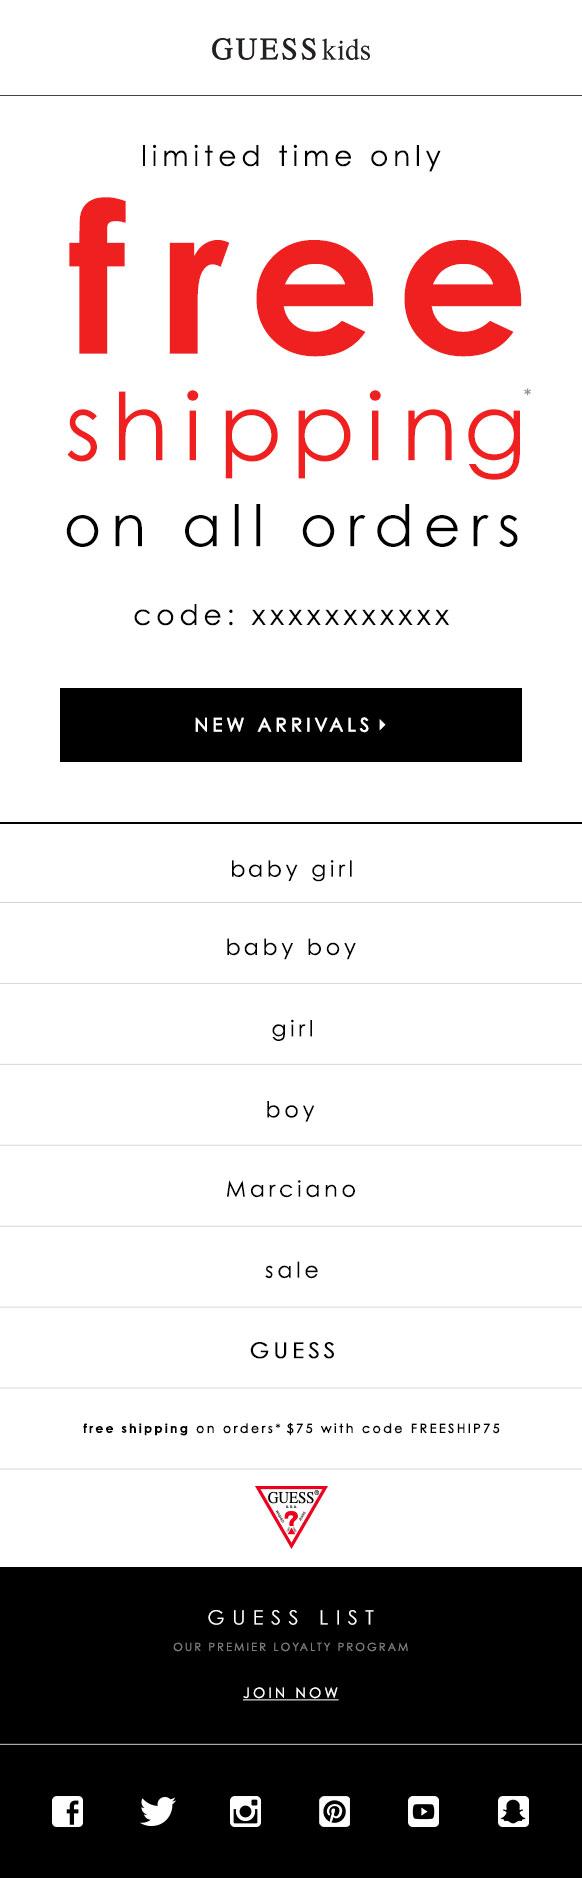 GUESS kids
limited time only
free
shipping*
on all orders
code: xxxxxxxxxxx
NEW ARRIVALS
baby girl
baby boy
girl
boy
Marciano
sale
GUESS
free shipping on orders* $75 with code FREESHIP75
GUESS®
U.S.A.
?
GUESS LIST
OUR PREMIER LOYALTY PROGRAM
JOIN NOW